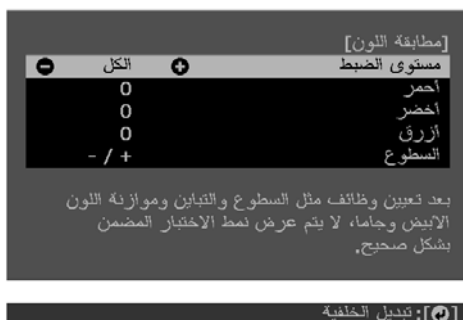 [مطابقة اللون]
مستوى الضبط الكل
أحمر 0
أخضر 0
أزرق 0
السطوع + / -
بعد تعيين وظائف مثل السطوع والتباين وموازنة اللون
الابيض وجاما، لا يتم عرض نمط الاختبار المضمن
بشكل صحيح.
[↵]: تبديل الخلفية